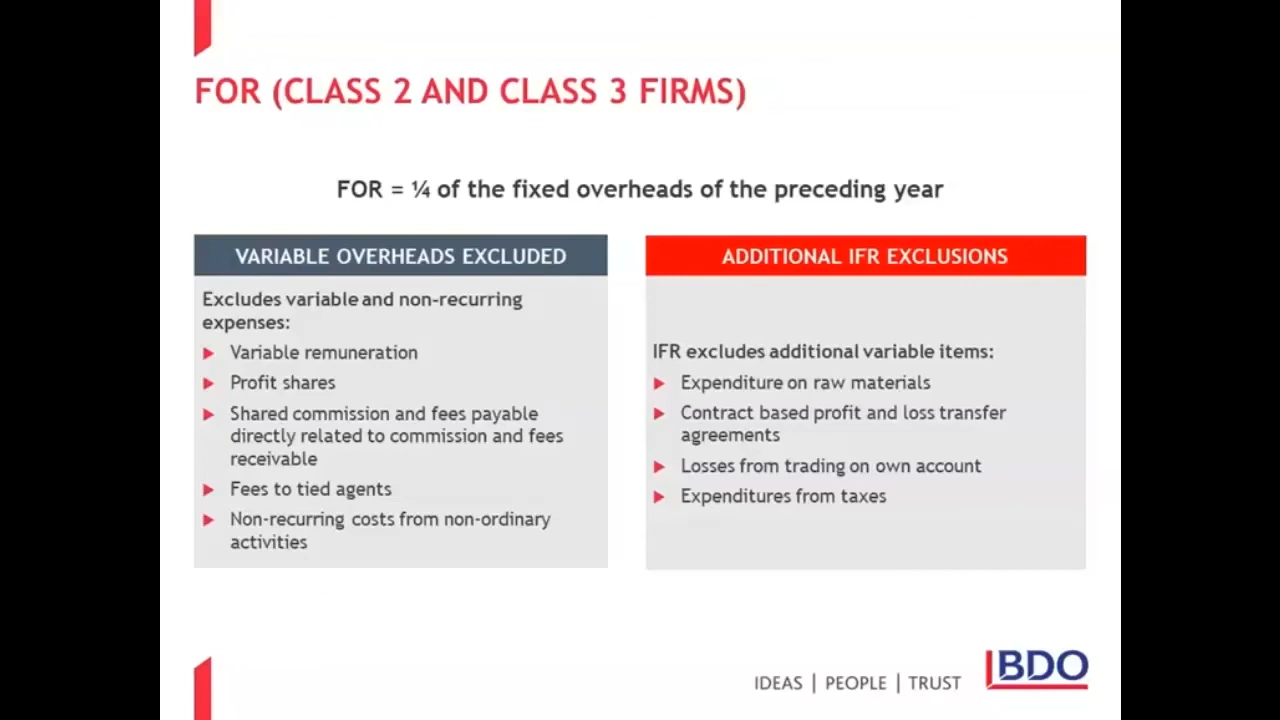 FOR (CLASS 2 AND CLASS 3 FIRMS)
FOR = ¼ of the fixed overheads of the preceding year
VARIABLE OVERHEADS EXCLUDED
Excludes variable and non-recurring
expenses:
Variable remuneration
Profit shares
Shared commission and fees payable
directly related to commission and fees
receivable
Fees to tied agents
Non-recurring costs from non-ordinary
activities
ADDITIONAL IFR EXCLUSIONS
IFR excludes additional variable items:
Expenditure on raw materials
Contract based profit and loss transfer
agreements
Losses from trading on own account
Expenditures from taxes
IDEAS | PEOPLE | TRUST
BDO